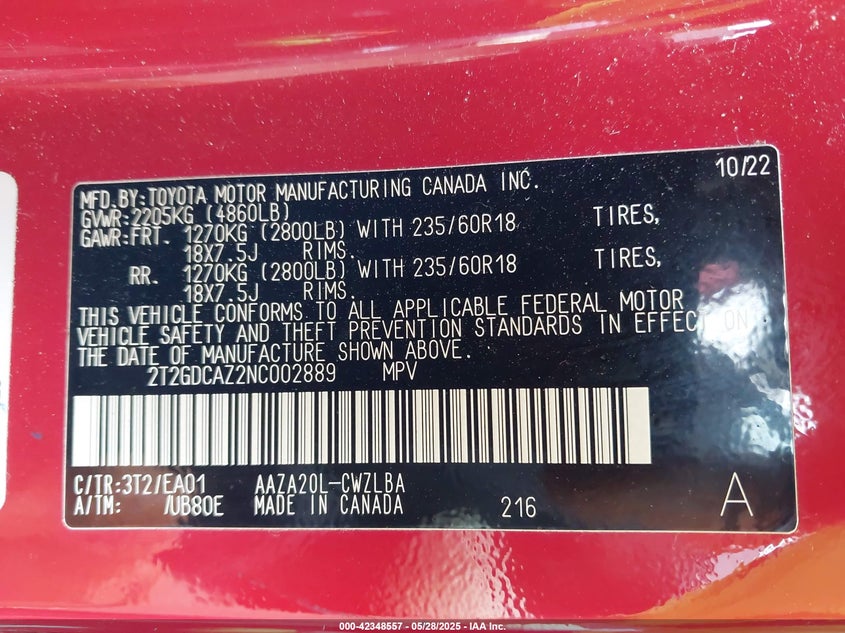 10/22
MFD.BY:TOYOTA MOTOR MANUFACTURING CANADA INC.
GVWR:2205KG (4860LB)
GAWR:FRT. 1270KG (2800LB) WITH 235/60R18 TIRES,
18X7.5J RIMS.
RR. 1270KG (2800LB) WITH 235/60R18 TIRES,
18X7.5J RIMS.
THIS VEHICLE CONFORMS TO ALL APPLICABLE FEDERAL MOTOR
VEHICLE SAFETY AND THEFT PREVENTION STANDARDS IN EFFECT ON
THE DATE OF MANUFACTURE SHOWN ABOVE.
2T2GDCAZ2NC002889 MPV
C/TR:3T2/EA01 AAZA20L-CWZLBA
A/TM: /UB80E MADE IN CANADA 216 A
000-42348557 - 05/28/2025 - IAA Inc.